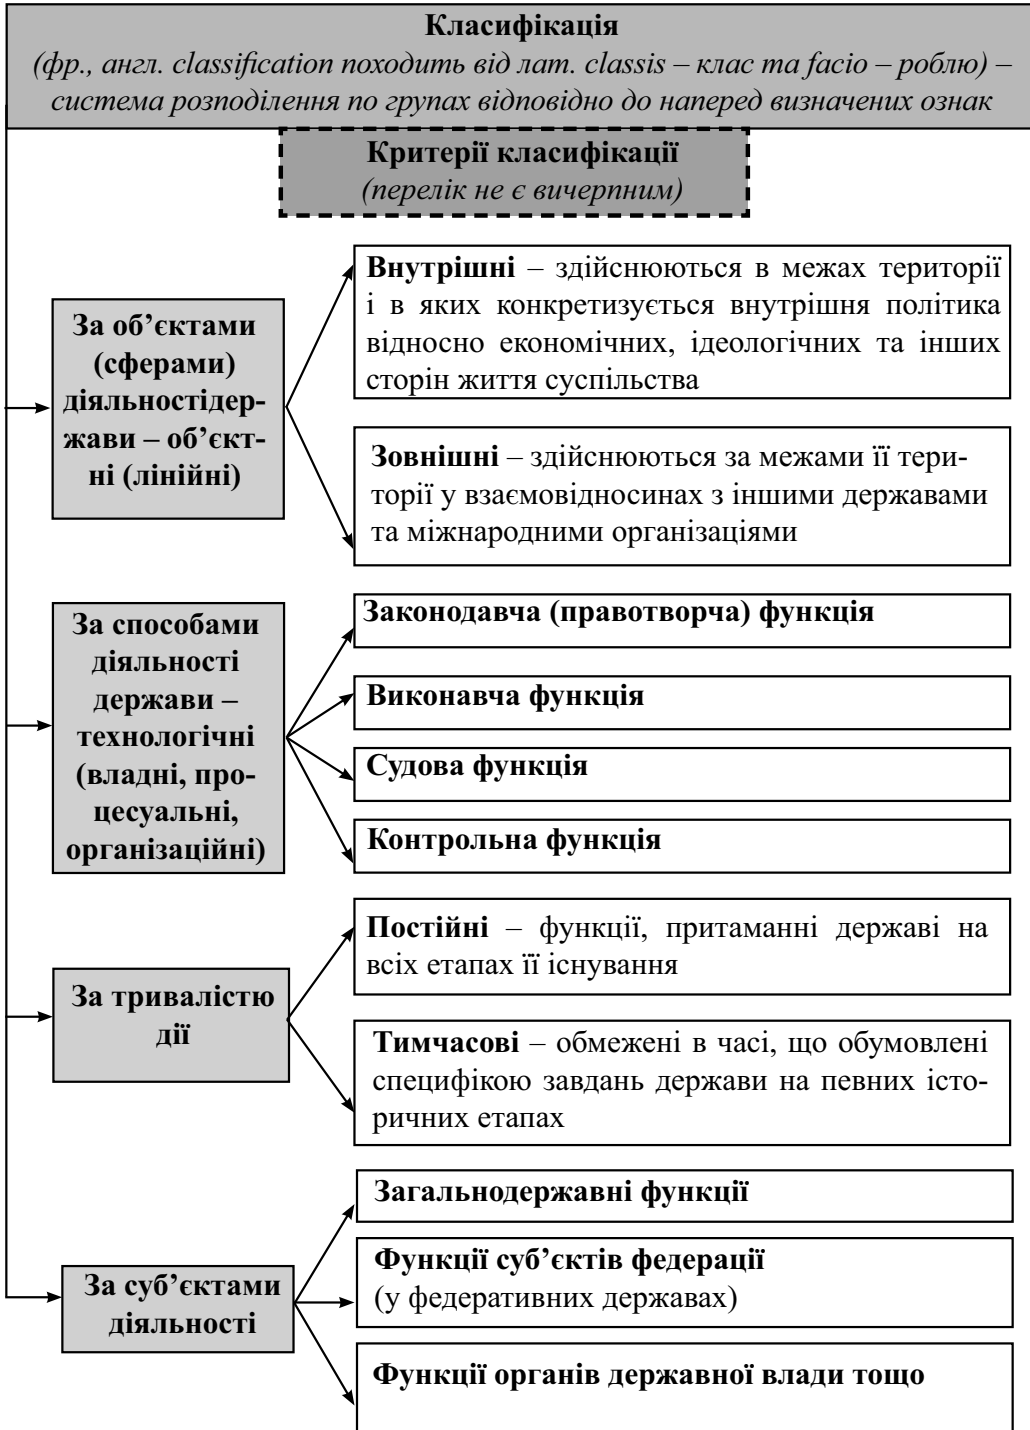 Класифікація
(фр., англ. classification походить від лат. classis – клас та facio – роблю) –
система розподілення по групах відповідно до наперед визначених ознак
Критерії класифікації
(перелік не є вичерпним)
За об’єктами
(сферами)
діяльностідер-
жави – об’єкт-
ні (лінійні)
Внутрішні – здійснюються в межах території
і в яких конкретизується внутрішня політика
відносно економічних, ідеологічних та інших
сторін життя суспільства
Зовнішні – здійснюються за межами її тери-
торії у взаємовідносинах з іншими державами
та міжнародними організаціями
За способами
діяльності
держави –
технологічні
(владні, про-
цесуальні,
організаційні)
Законодавча (правотворча) функція
Виконавча функція
Судова функція
Контрольна функція
За тривалістю
дії
Постійні – функції, притаманні державі на
всіх етапах її існування
Тимчасові – обмежені в часі, що обумовлені
специфікою завдань держави на певних істо-
ричних етапах
За суб’єктами
діяльності
Загальнодержавні функції
Функції суб’єктів федерації
(у федеративних державах)
Функції органів державної влади тощо